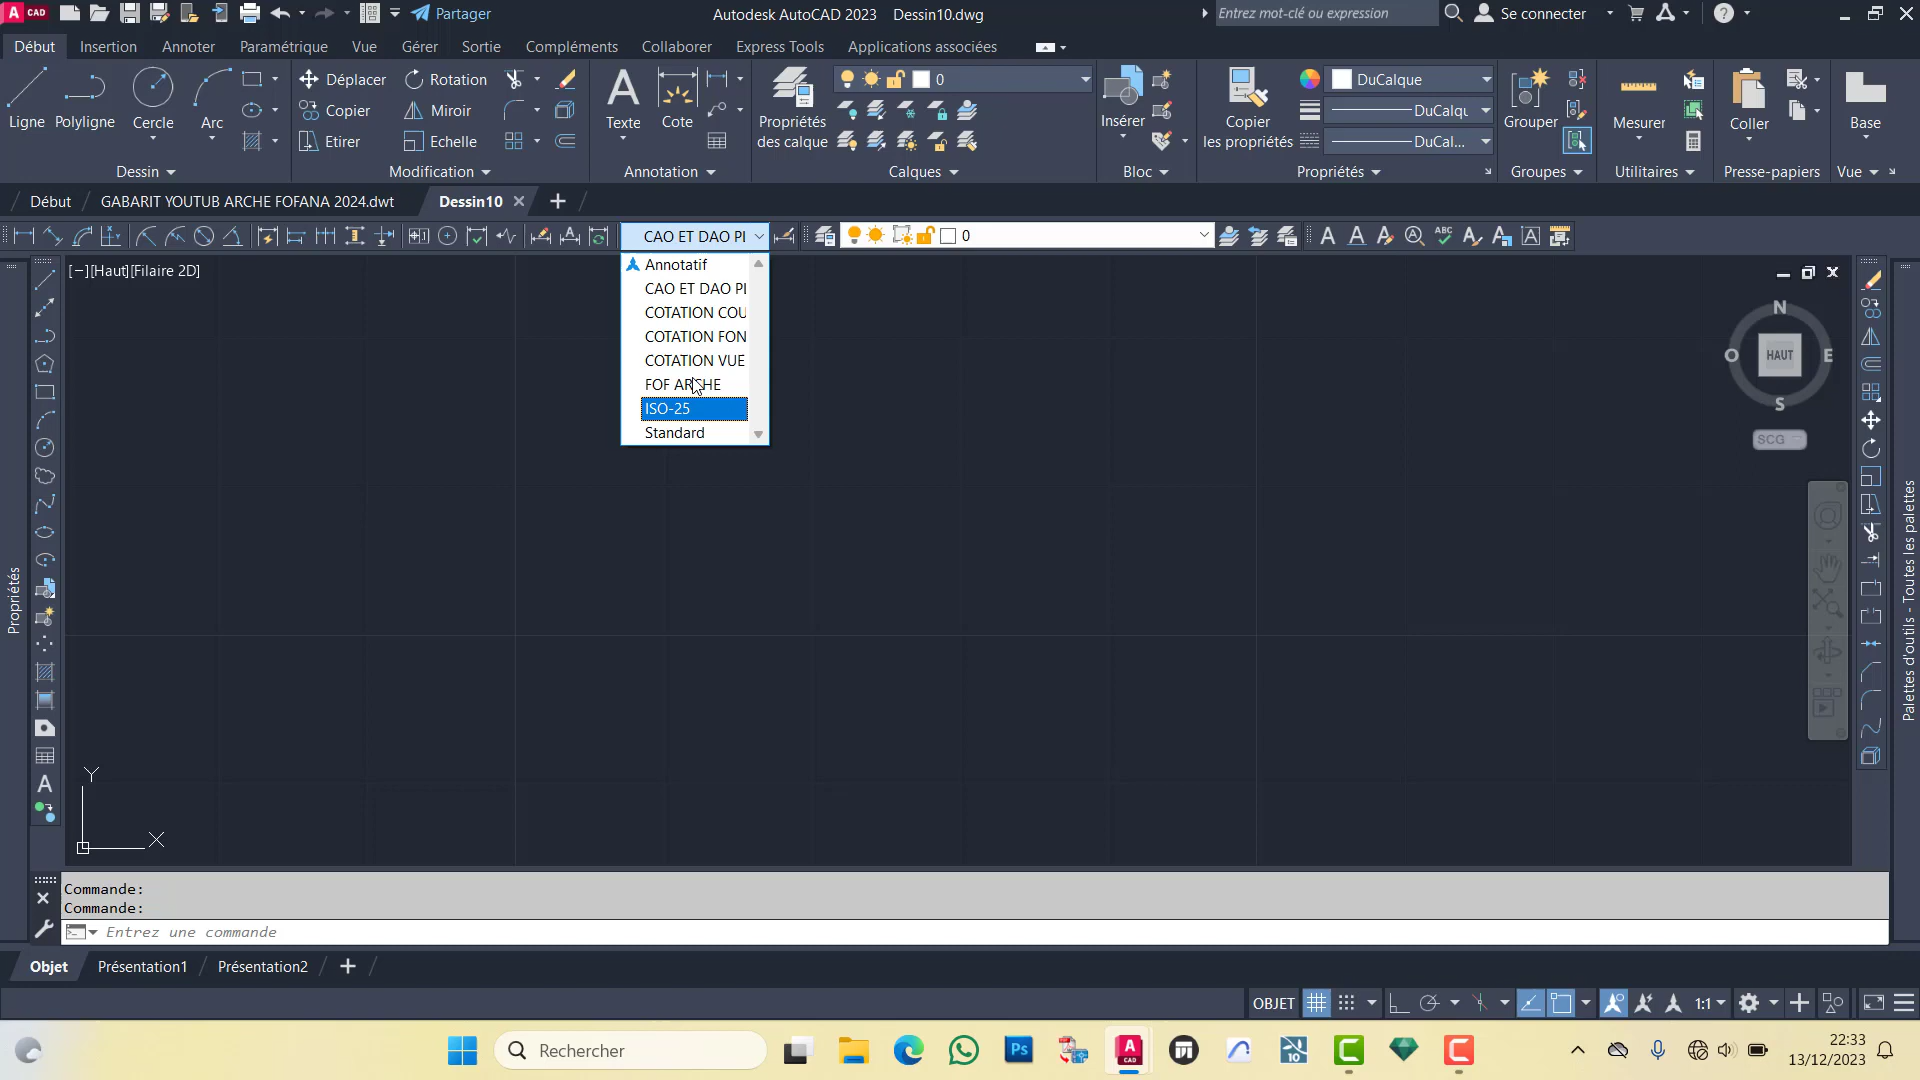 CAD
Partager
Autodesk AutoCAD 2023 Dessin10.dwg
Entrez mot-clé ou expression
Se connecter
Début Insertion Annoter Paramétrique Vue Gérer Sortie Compléments Collaborer Express Tools Applications associées
Ligne Polyligne Cercle Arc
Déplacer Rotation
Copier Miroir
Etirer Echelle
Texte Cote
Propriétés
des calque
0
Insérer
Copier
les propriétés
DuCalque
DuCalqu
DuCal...
Grouper
Mesurer
Coller
Base
Dessin Modification Annotation Calques Bloc Propriétés Groupes Utilitaires Presse-papiers Vue
Début GABARIT YOUTUB ARCHE FOFANA 2024.dwt Dessin10
CAO ET DAO PI
0
[−][Haut][Filaire 2D]
Annotatif
CAO ET DAO PI
COTATION COU
COTATION FON
COTATION VUE
FOF ARCHE
ISO-25
Standard
N
O HAUT E
S
SCG
Propriétés
Palettes d'outils - Toutes les palettes
Y
X
Commande:
Commande:
Entrez une commande
Objet Présentation1 Présentation2
OBJET
1:1
Rechercher
Ps
A CAD
10
22:33
13/12/2023